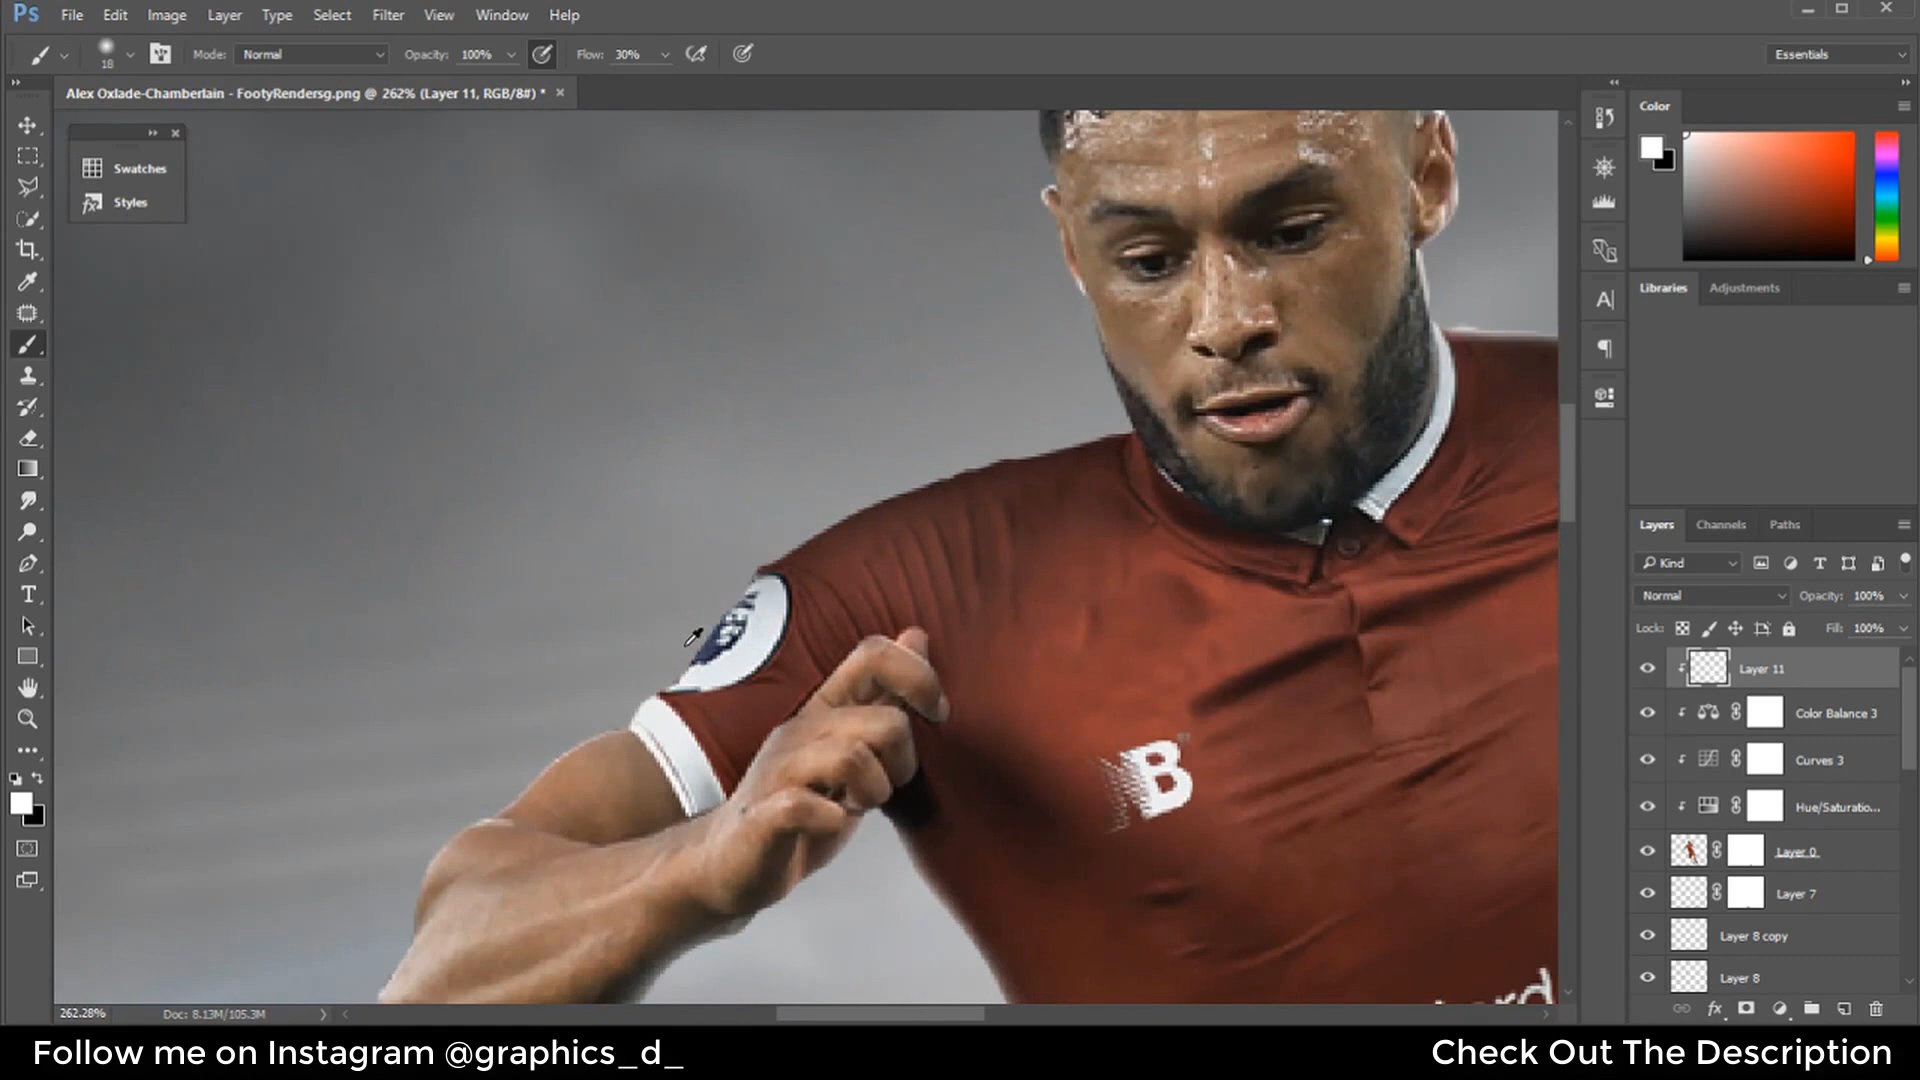 Ps File Edit Image Layer Type Select Filter View Window Help
18 Mode: Normal Opacity: 100% Flow: 30% Essentials
Alex Oxlade-Chamberlain - FootyRendersg.png @ 262% (Layer 11, RGB/8#) *
Swatches
Styles
Color
Libraries Adjustments
Layers Channels Paths
Kind
Normal Opacity: 100%
Lock: Fill: 100%
Layer 11
Color Balance 3
Curves 3
Hue/Saturatio...
Layer 0
Layer 7
Layer 8 copy
Layer 8
NB
262.28% Doc: 8.13M/105.3M
Follow me on Instagram @graphics_d_
Check Out The Description